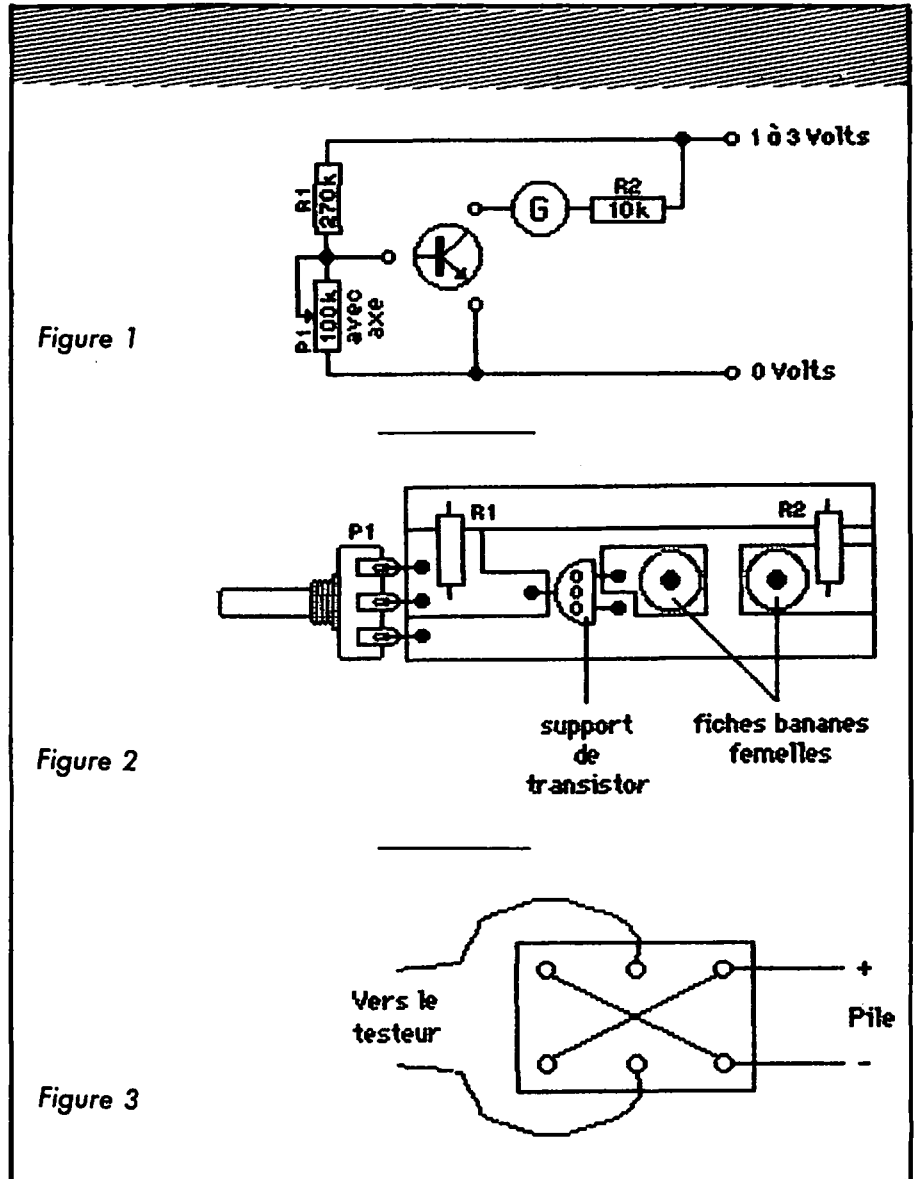 1 à 3 Volts
R1
270k
R2
10k
G
P1
100k
avec
axe
0 Volts
Figure 1
P1
R1
R2
support
de
transistor
fiches bananes
femelles
Figure 2
Vers le
testeur
+
Pile
-
Figure 3